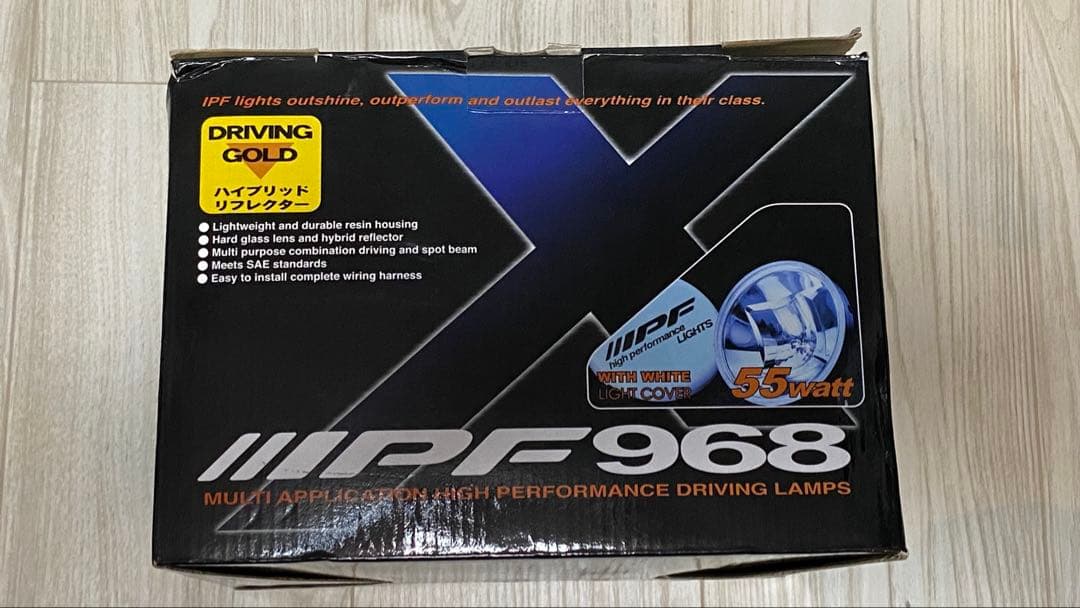 IPF lights outshine, outperform and outlast everything in their class.
DRIVING
GOLD
ハイブリッド
リフレクター
Lightweight and durable resin housing
Hard glass lens and hybrid reflector
Multi purpose combination driving and spot beam
Meets SAE standards
Easy to install complete wiring harness
IPF
high performance
LIGHTS
WITH WHITE
LIGHT COVER
55watt
IPF 968
MULTI APPLICATION HIGH PERFORMANCE DRIVING LAMPS